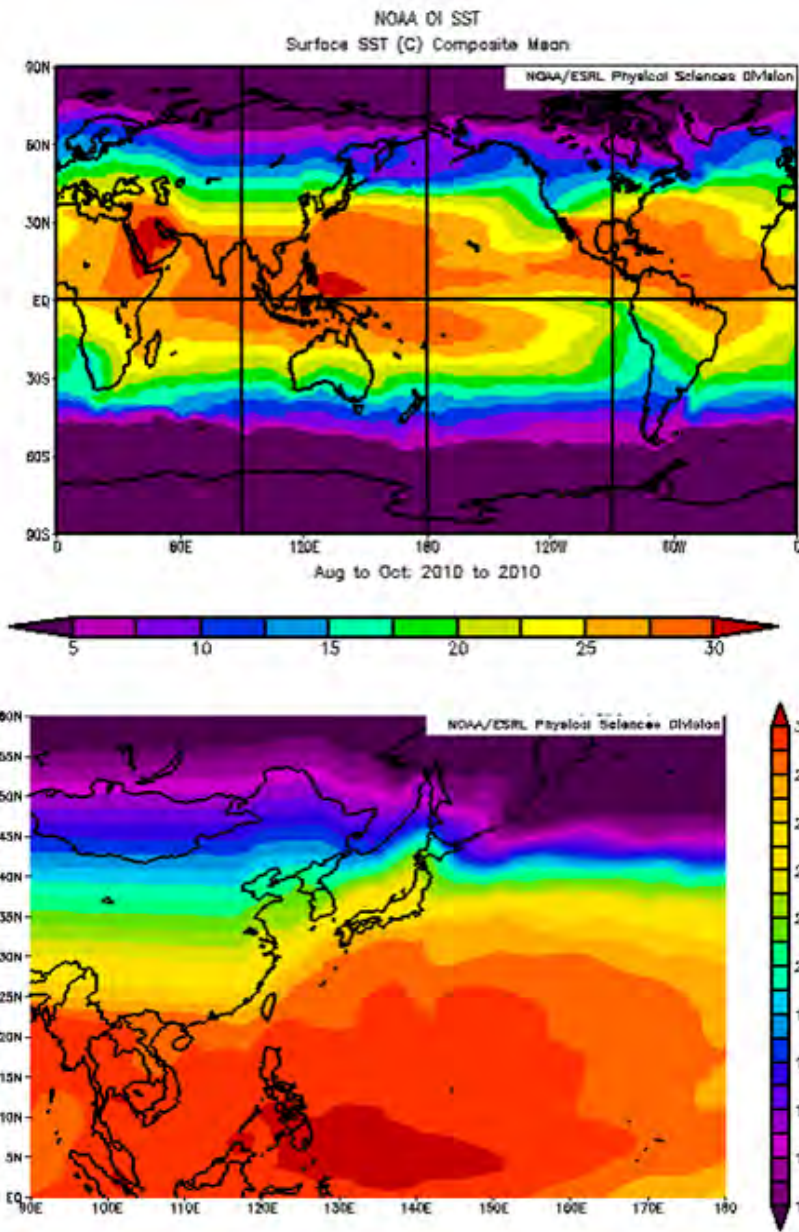 NOAA OI SST
Surface SST (C) Composite Mean
NOAA/ESRL Physical Sciences Division
90N
60N
30N
EQ
30S
60S
90S
0 60E 120E 180 120W 60W 0
Aug to Oct: 2010 to 2010
5 10 15 20 25 30
NOAA/ESRL Physical Sciences Division
60N
55N
50N
45N
40N
35N
30N
25N
20N
15N
10N
5N
EQ
90E 100E 110E 120E 130E 140E 150E 160E 170E 180